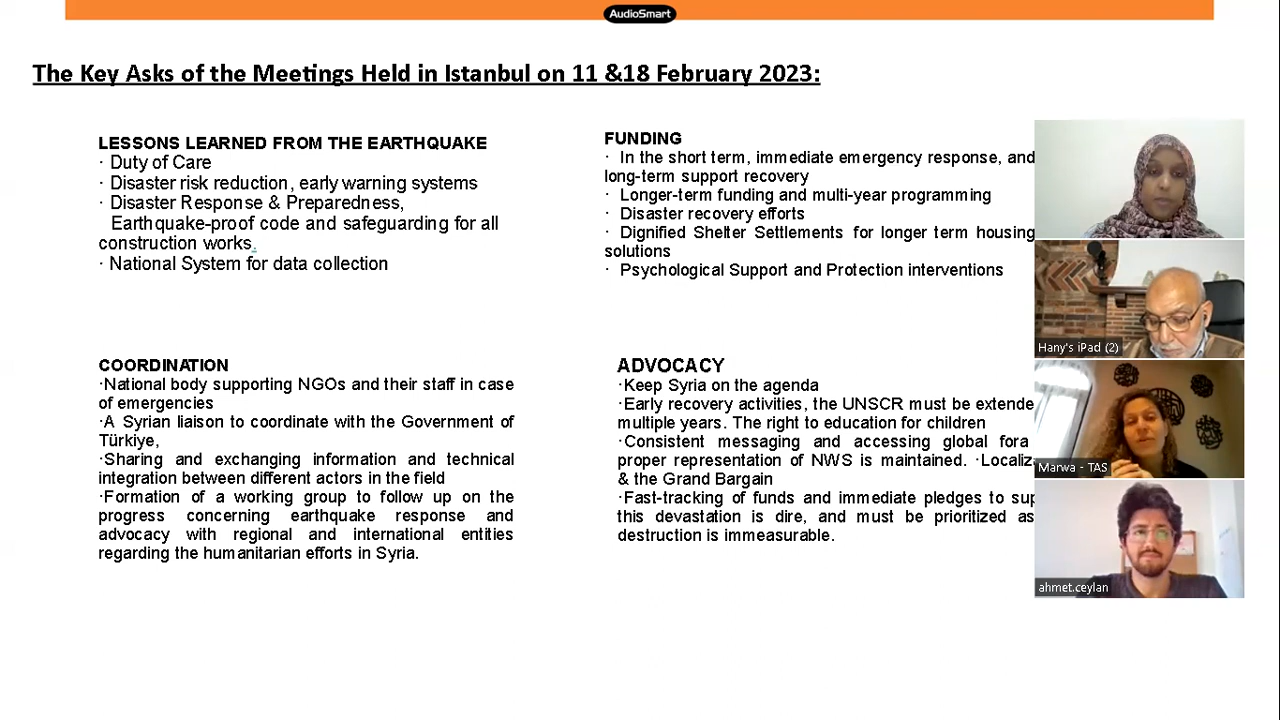 AudioSmart
The Key Asks of the Meetings Held in Istanbul on 11 &18 February 2023:
LESSONS LEARNED FROM THE EARTHQUAKE
· Duty of Care
· Disaster risk reduction, early warning systems
· Disaster Response & Preparedness,
Earthquake-proof code and safeguarding for all
construction works.
· National System for data collection
FUNDING
· In the short term, immediate emergency response, and
long-term support recovery
· Longer-term funding and multi-year programming
· Disaster recovery efforts
· Dignified Shelter Settlements for longer term housing
solutions
· Psychological Support and Protection interventions
COORDINATION
·National body supporting NGOs and their staff in case
of emergencies
·A Syrian liaison to coordinate with the Government of
Türkiye,
·Sharing and exchanging information and technical
integration between different actors in the field
·Formation of a working group to follow up on the
progress concerning earthquake response and
advocacy with regional and international entities
regarding the humanitarian efforts in Syria.
ADVOCACY
·Keep Syria on the agenda
·Early recovery activities, the UNSCR must be extende
multiple years. The right to education for children
·Consistent messaging and accessing global fora
proper representation of NWS is maintained. ·Localiz
& the Grand Bargain
·Fast-tracking of funds and immediate pledges to sup
this devastation is dire, and must be prioritized as
destruction is immeasurable.
Hany's iPad (2)
Marwa - TAS
ahmet.ceylan